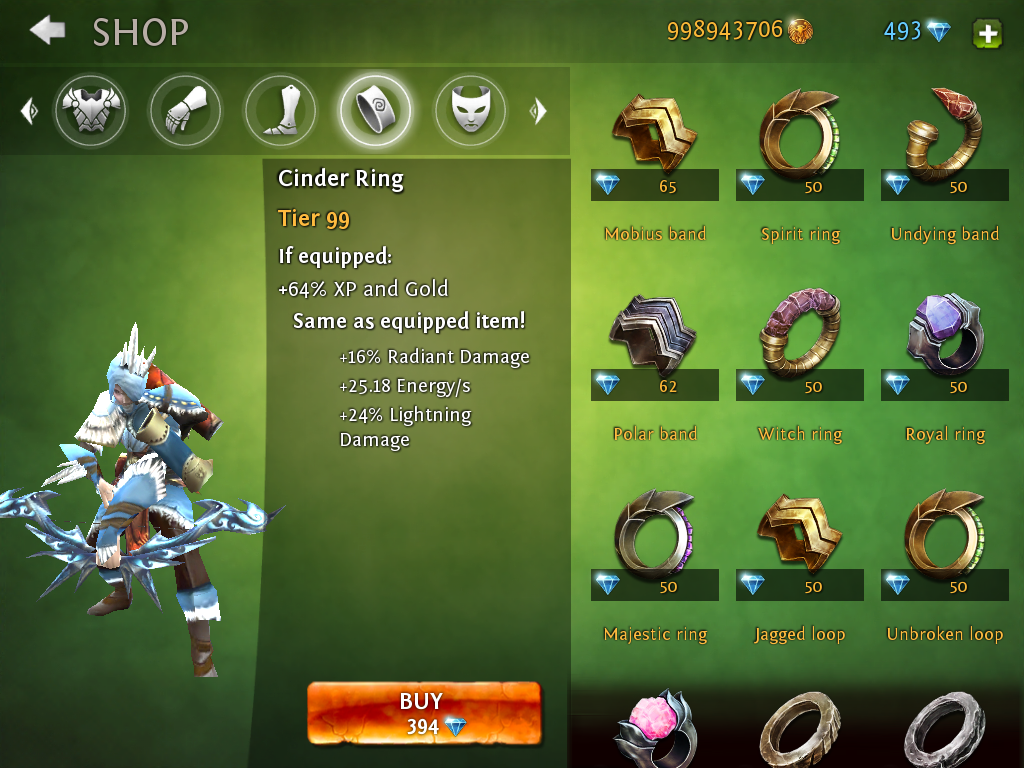 SHOP
998943706
493
Cinder Ring
Tier 99
If equipped:
+64% XP and Gold
Same as equipped item!
+16% Radiant Damage
+25.18 Energy/s
+24% Lightning
Damage
BUY
394
65
50
50
Mobius band
Spirit ring
Undying band
62
50
50
Polar band
Witch ring
Royal ring
50
50
50
Majestic ring
Jagged loop
Unbroken loop